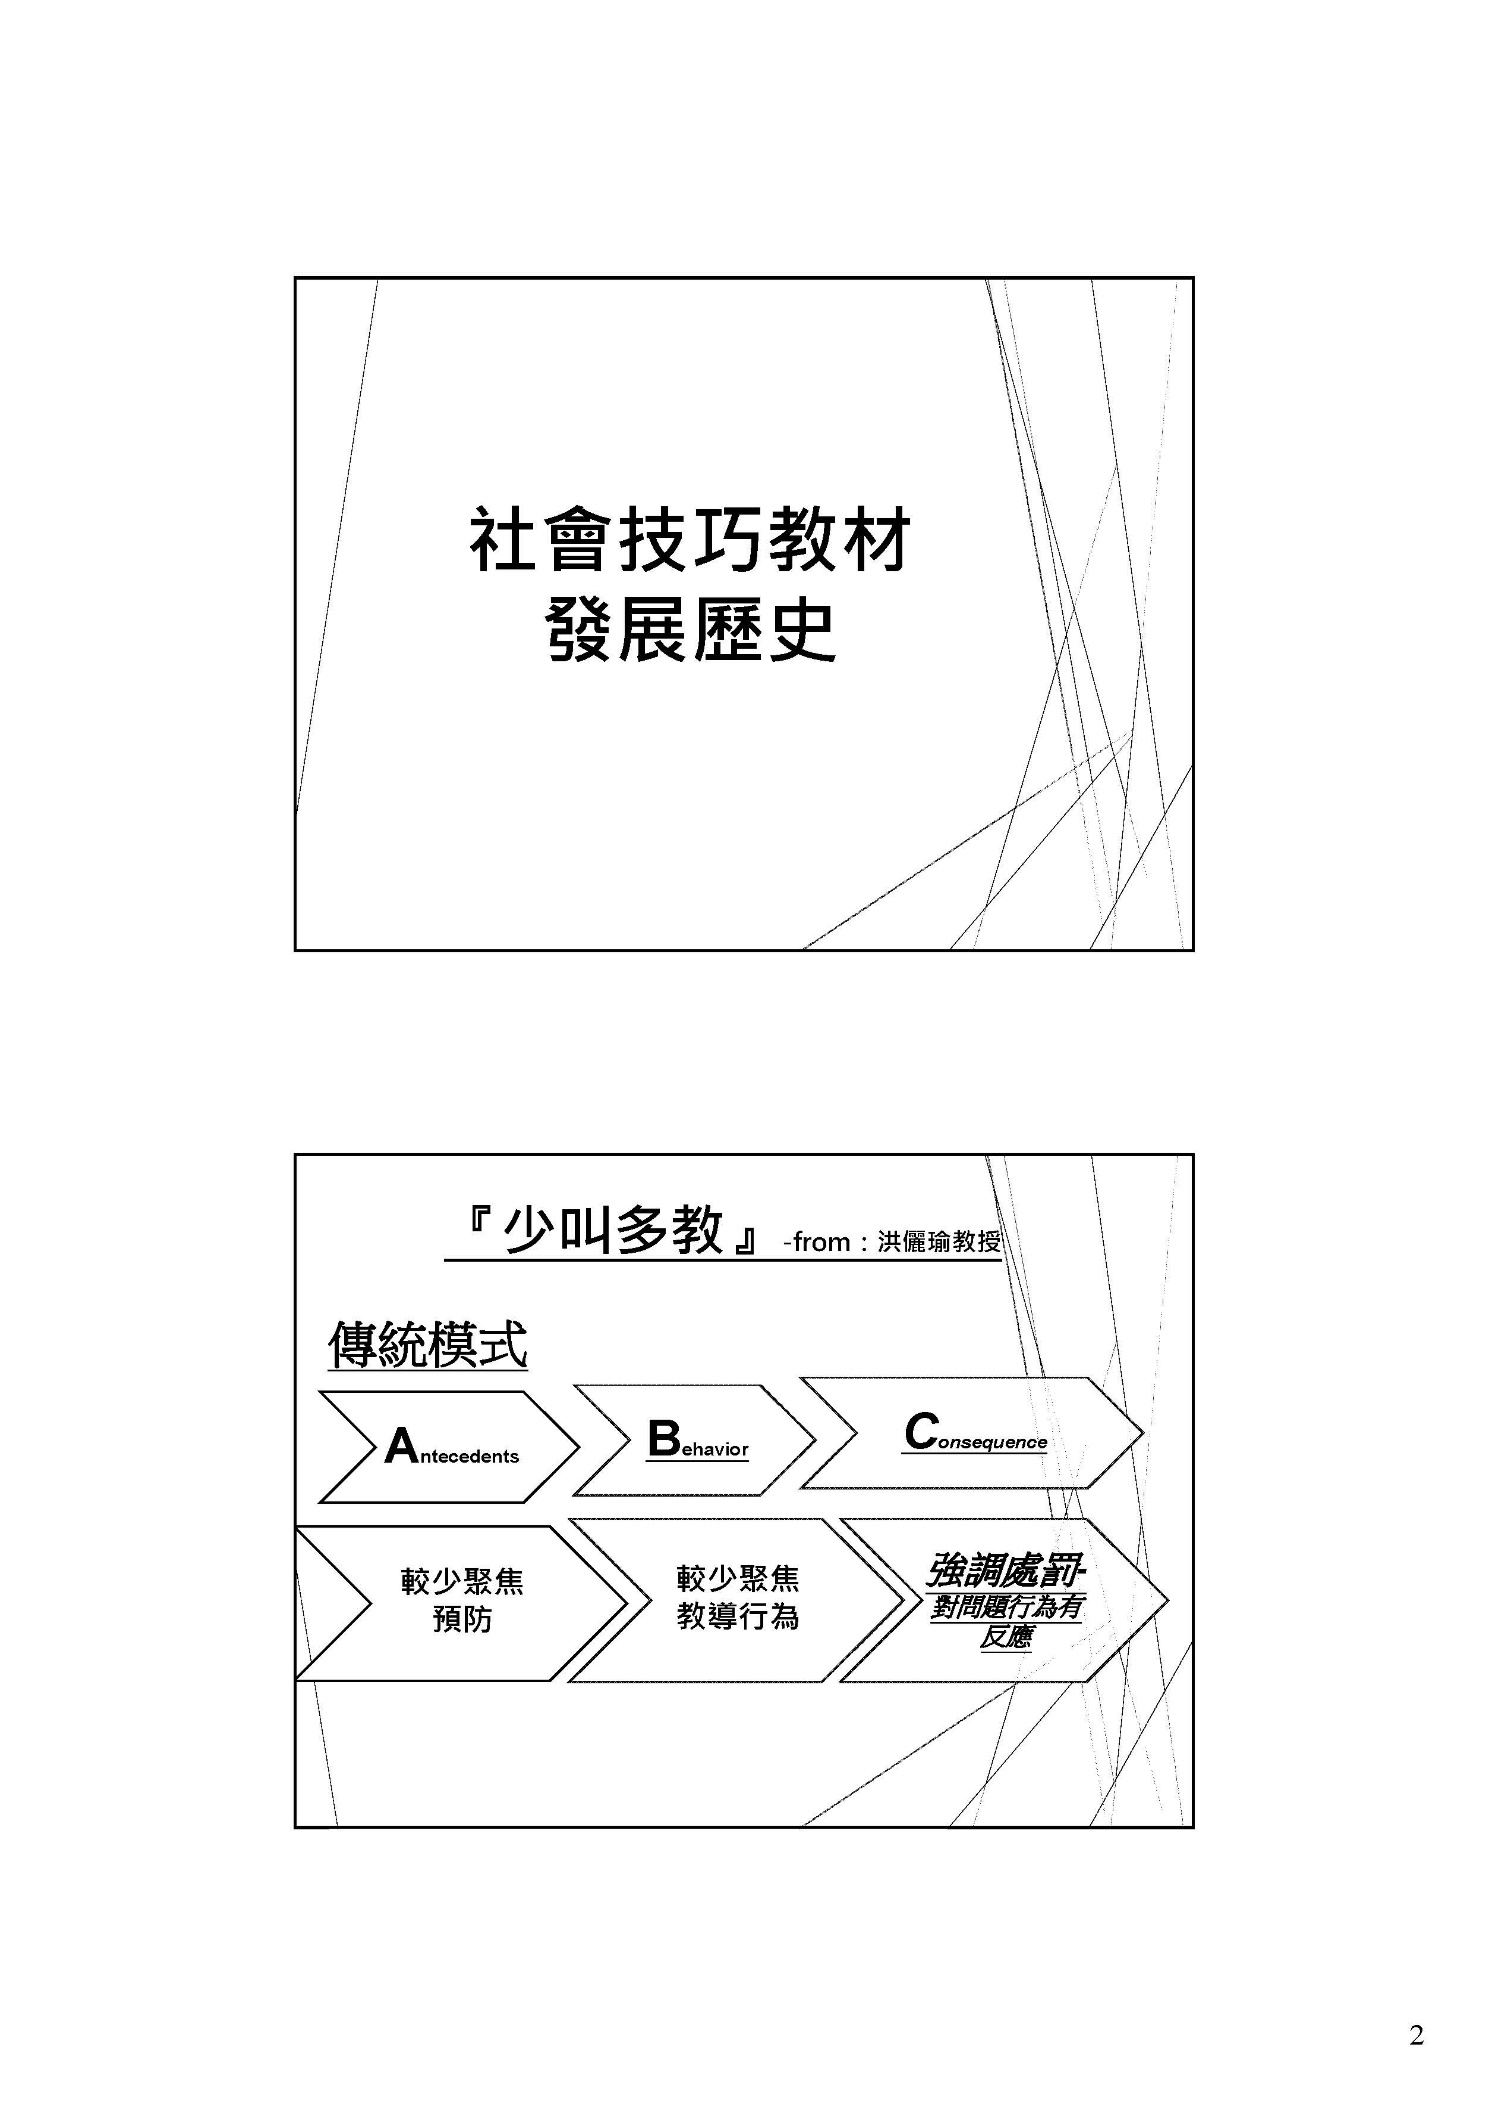 社會技巧教材
發展歷史
『少叫多教』 -from：洪儷瑜教授
傳統模式
Antecedents
Behavior
Consequence
較少聚焦
預防
較少聚焦
教導行為
強調處罰-
對問題行為有
反應
2